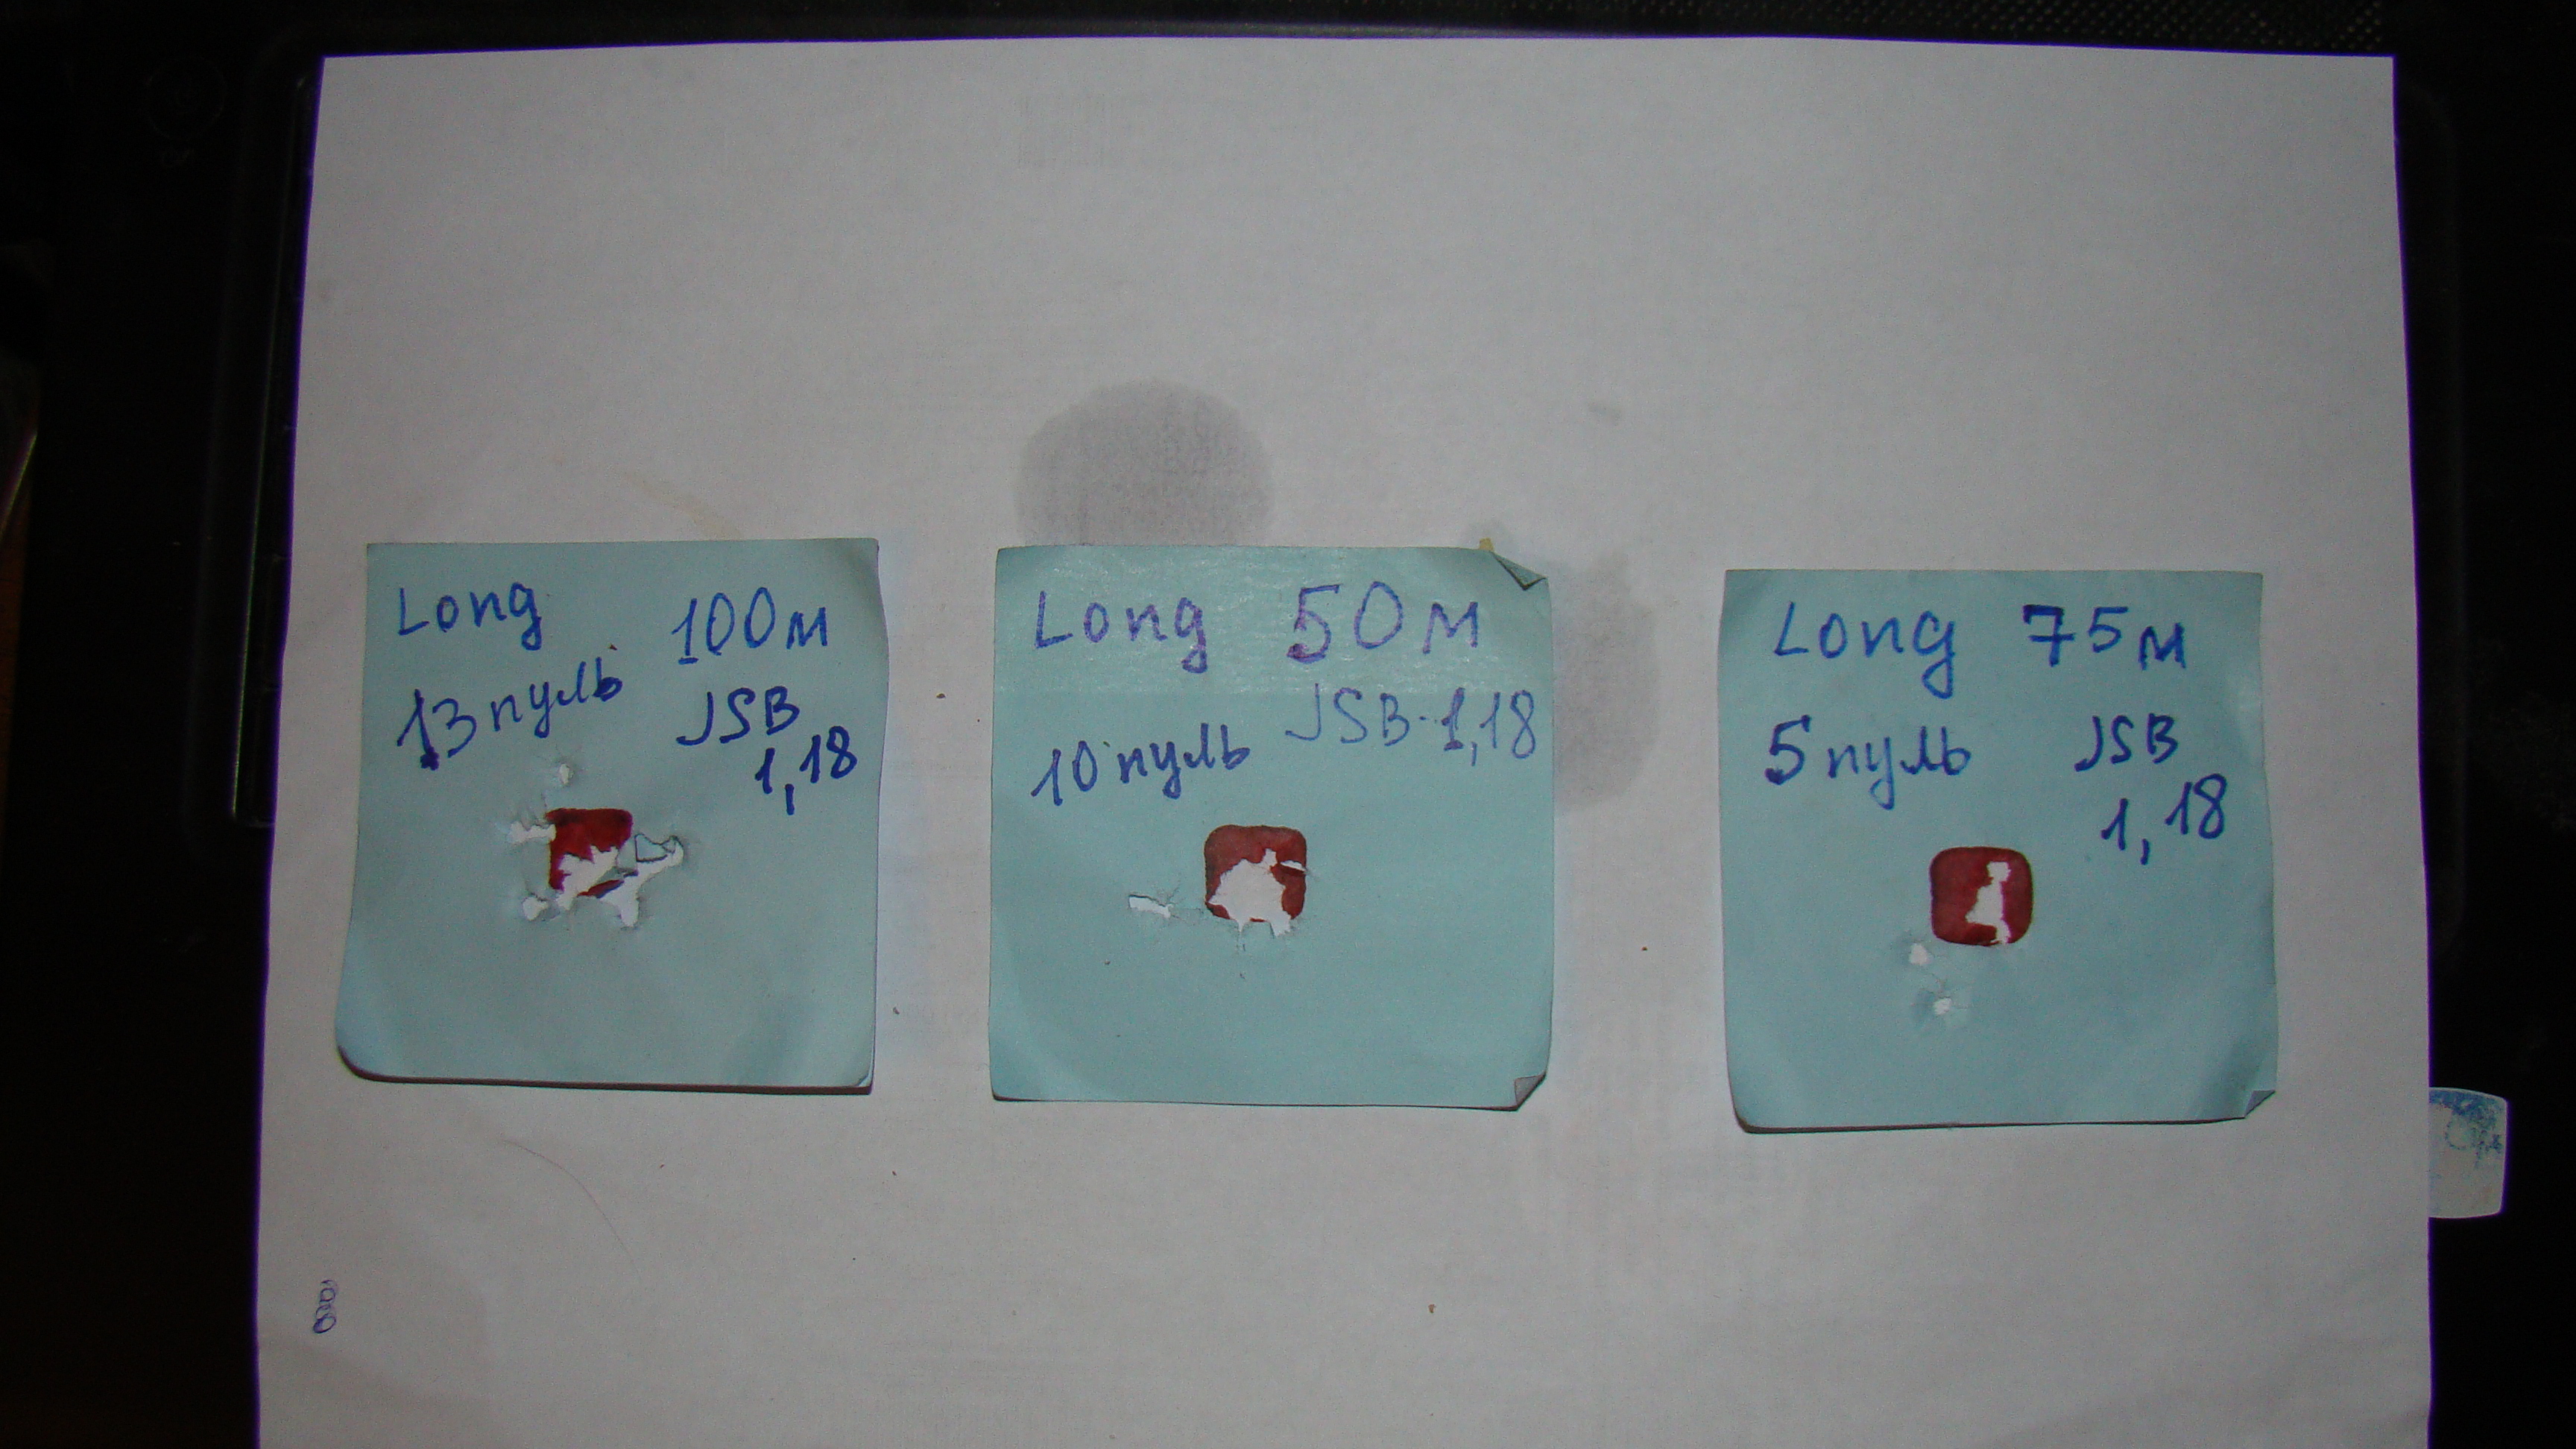 Long 100м
13 пуль JSB
1,18
Long 50м
10 пуль JSB-1,18
Long 75м
5 пуль JSB
1,18